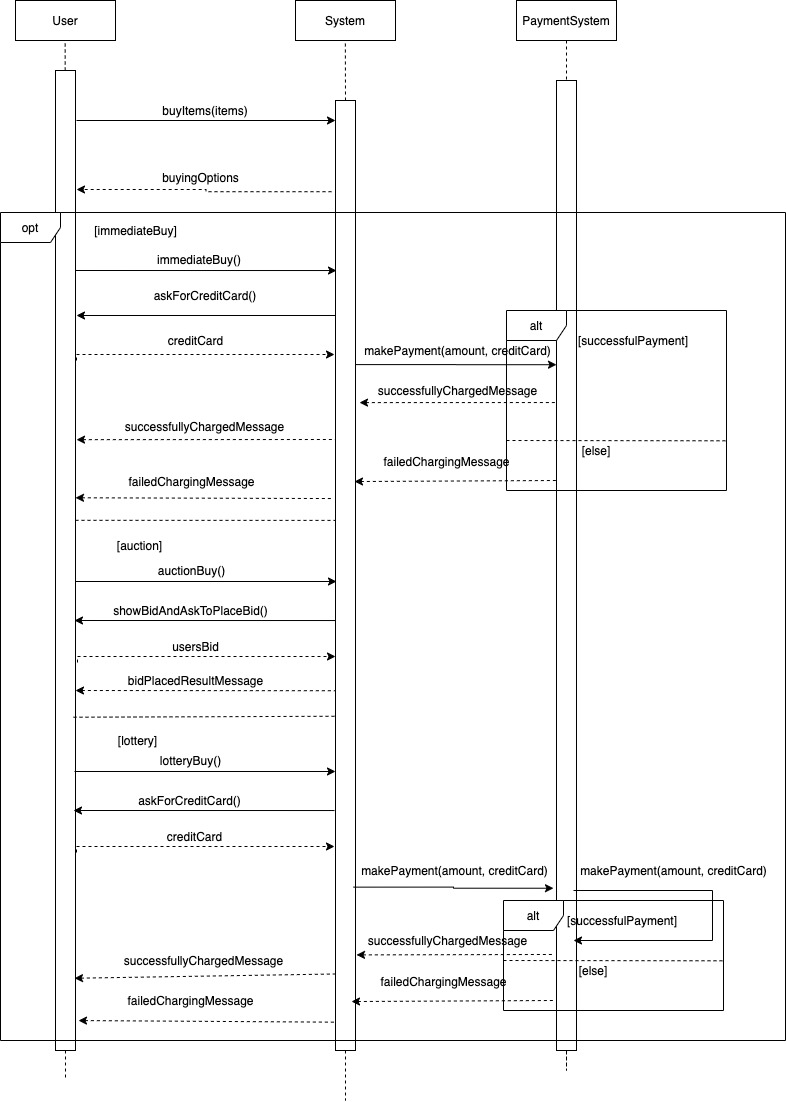 User
System
PaymentSystem
buyItems(items)
buyingOptions
opt
[immediateBuy]
immediateBuy()
askForCreditCard()
alt
[successfulPayment]
creditCard
makePayment(amount, creditCard)
successfullyChargedMessage
successfullyChargedMessage
[else]
failedChargingMessage
failedChargingMessage
[auction]
auctionBuy()
showBidAndAskToPlaceBid()
usersBid
bidPlacedResultMessage
[lottery]
lotteryBuy()
askForCreditCard()
creditCard
makePayment(amount, creditCard)
makePayment(amount, creditCard)
alt
[successfulPayment]
successfullyChargedMessage
successfullyChargedMessage
[else]
failedChargingMessage
failedChargingMessage